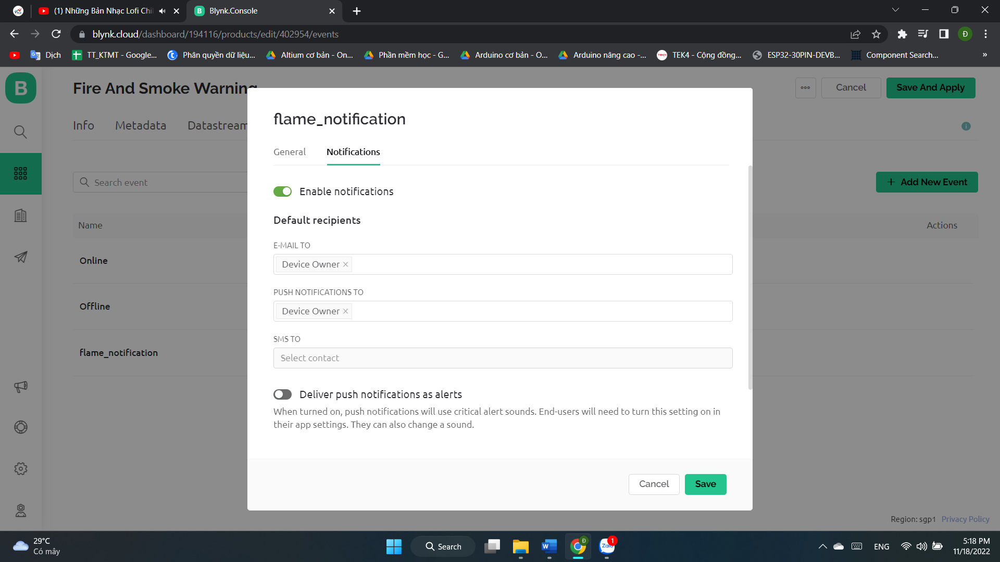 (1) Những Bản Nhạc Lofi Chil
Blynk.Console
blynk.cloud/dashboard/194116/products/edit/402954/events
Đ
Dịch
TT_KTMT - Google...
Phân quyền dữ liệu...
Altium cơ bản - On...
Phần mềm học - G...
Arduino cơ bản - O...
Arduino nâng cao -...
TEK4 - Cộng đồng...
ESP32-30PIN-DEVB...
Component Search...
»
B
Fire And Smoke Warning
Cancel
Save And Apply
Info
Metadata
Datastream
Search event
+ Add New Event
Name
Actions
Online
Offline
flame_notification
flame_notification
General
Notifications
Enable notifications
Default recipients
E-MAIL TO
Device Owner ×
PUSH NOTIFICATIONS TO
Device Owner ×
SMS TO
Select contact
Deliver push notifications as alerts
When turned on, push notifications will use critical alert sounds. End-users will need to turn this setting on in
their app settings. They can also change a sound.
Cancel
Save
Region: sgp1
Privacy Policy
29°C
Có mây
Search
W
Đ
Zalo
1
ENG
5:18 PM
11/18/2022